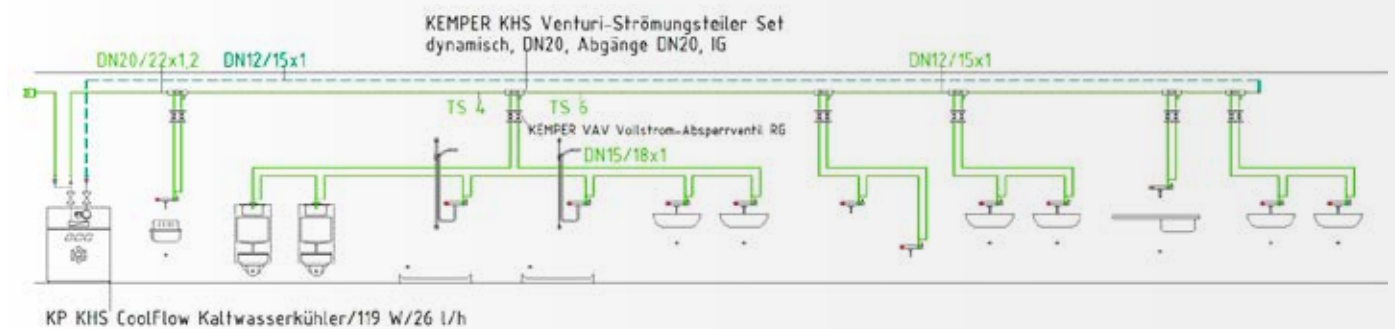 KEMPER KHS Venturi-Strömungsteiler Set
dynamisch, DN20, Abgänge DN20, IG
DN20/22x1,2
DN12/15x1
DN12/15x1
TS 4
TS 6
KEMPER VAV Vollstrom-Absperrventil RG
DN15/18x1
KP KHS CoolFlow Kaltwasserkühler/119 W/26 l/h